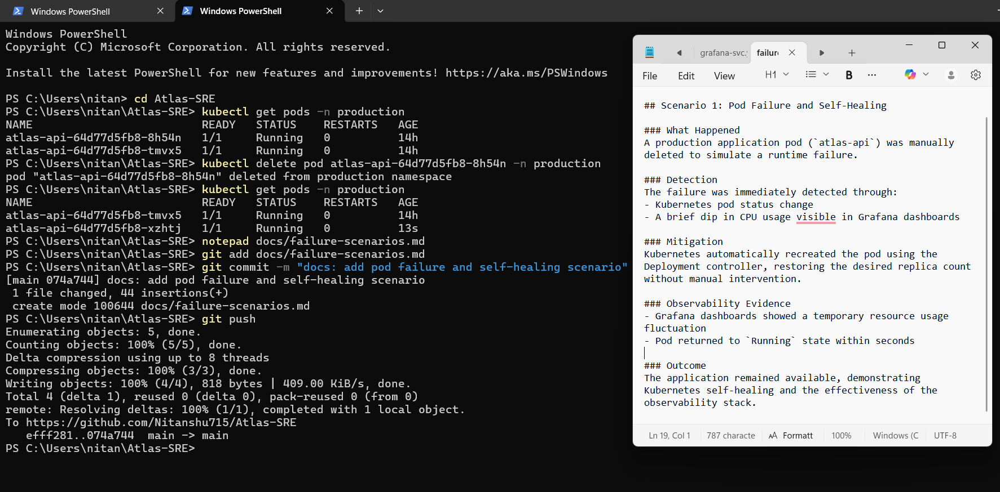 Windows PowerShell
Windows PowerShell
Windows PowerShell
Copyright (C) Microsoft Corporation. All rights reserved.
Install the latest PowerShell for new features and improvements! https://aka.ms/PSWindows
PS C:\Users\nitan> cd Atlas-SRE
PS C:\Users\nitan\Atlas-SRE> kubectl get pods -n production
NAME READY STATUS RESTARTS AGE
atlas-api-64d77d5fb8-8h54n 1/1 Running 0 14h
atlas-api-64d77d5fb8-tmvx5 1/1 Running 0 14h
PS C:\Users\nitan\Atlas-SRE> kubectl delete pod atlas-api-64d77d5fb8-8h54n -n production
pod "atlas-api-64d77d5fb8-8h54n" deleted from production namespace
PS C:\Users\nitan\Atlas-SRE> kubectl get pods -n production
NAME READY STATUS RESTARTS AGE
atlas-api-64d77d5fb8-tmvx5 1/1 Running 0 14h
atlas-api-64d77d5fb8-xzhtj 1/1 Running 0 13s
PS C:\Users\nitan\Atlas-SRE> notepad docs/failure-scenarios.md
PS C:\Users\nitan\Atlas-SRE> git add docs/failure-scenarios.md
PS C:\Users\nitan\Atlas-SRE> git commit -m "docs: add pod failure and self-healing scenario"
[main 074a744] docs: add pod failure and self-healing scenario
1 file changed, 44 insertions(+)
create mode 100644 docs/failure-scenarios.md
PS C:\Users\nitan\Atlas-SRE> git push
Enumerating objects: 5, done.
Counting objects: 100% (5/5), done.
Delta compression using up to 8 threads
Compressing objects: 100% (3/3), done.
Writing objects: 100% (4/4), 818 bytes | 409.00 KiB/s, done.
Total 4 (delta 1), reused 0 (delta 0), pack-reused 0 (from 0)
remote: Resolving deltas: 100% (1/1), completed with 1 local object.
To https://github.com/Nitanshu715/Atlas-SRE
efff281..074a744 main -> main
PS C:\Users\nitan\Atlas-SRE>
grafana-svc. failure
File Edit View H1 B
## Scenario 1: Pod Failure and Self-Healing
### What Happened
A production application pod (`atlas-api`) was manually
deleted to simulate a runtime failure.
### Detection
The failure was immediately detected through:
- Kubernetes pod status change
- A brief dip in CPU usage visible in Grafana dashboards
### Mitigation
Kubernetes automatically recreated the pod using the
Deployment controller, restoring the desired replica count
without manual intervention.
### Observability Evidence
- Grafana dashboards showed a temporary resource usage
fluctuation
- Pod returned to `Running` state within seconds
### Outcome
The application remained available, demonstrating
Kubernetes self-healing and the effectiveness of the
observability stack.
Ln 19, Col 1 787 characte Formatt 100% Windows (C UTF-8